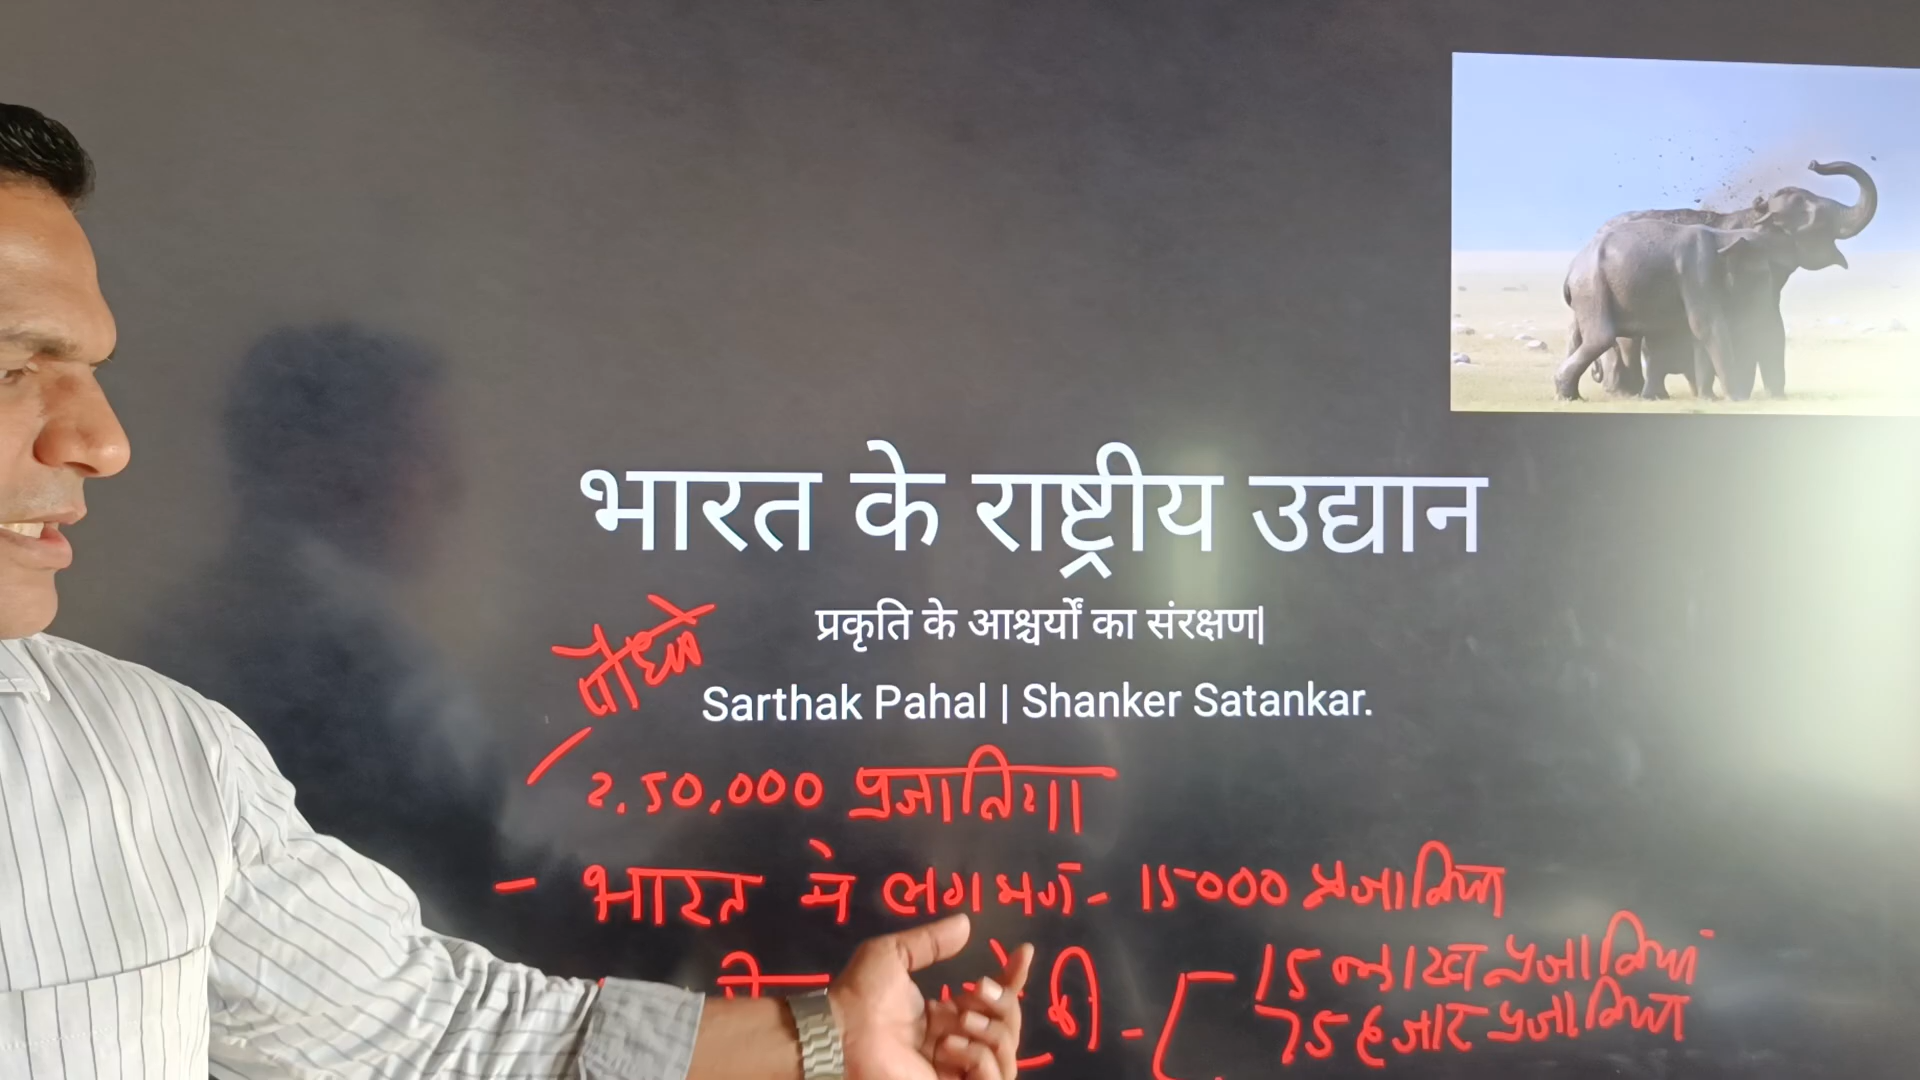 भारत के राष्ट्रीय उद्यान
प्रकृति के आश्चर्यों का संरक्षण|
Sarthak Pahal | Shanker Satankar.
2.50,000 प्रजातिया
- भारत मे लगभग - 15000 प्रजातिया
की - 15 लाख प्रजातियां
75 हजार प्रजातिया